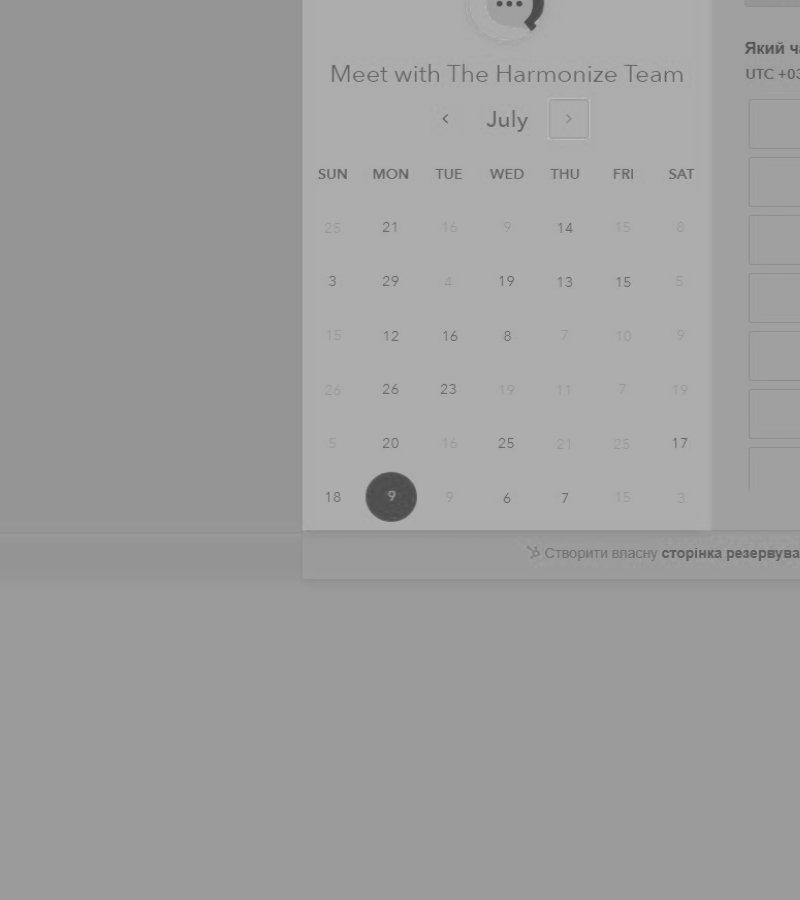 Meet with The Harmonize Team
July
SUN MON TUE WED THU FRI SAT
25 21 16 9 14 15 8
3 29 4 19 13 15 5
15 12 16 8 7 10 9
26 26 23 19 11 7 19
5 20 16 25 21 25 17
18 9 9 6 7 15 3
Створити власну сторінка резервува
Який ча
UTC +03